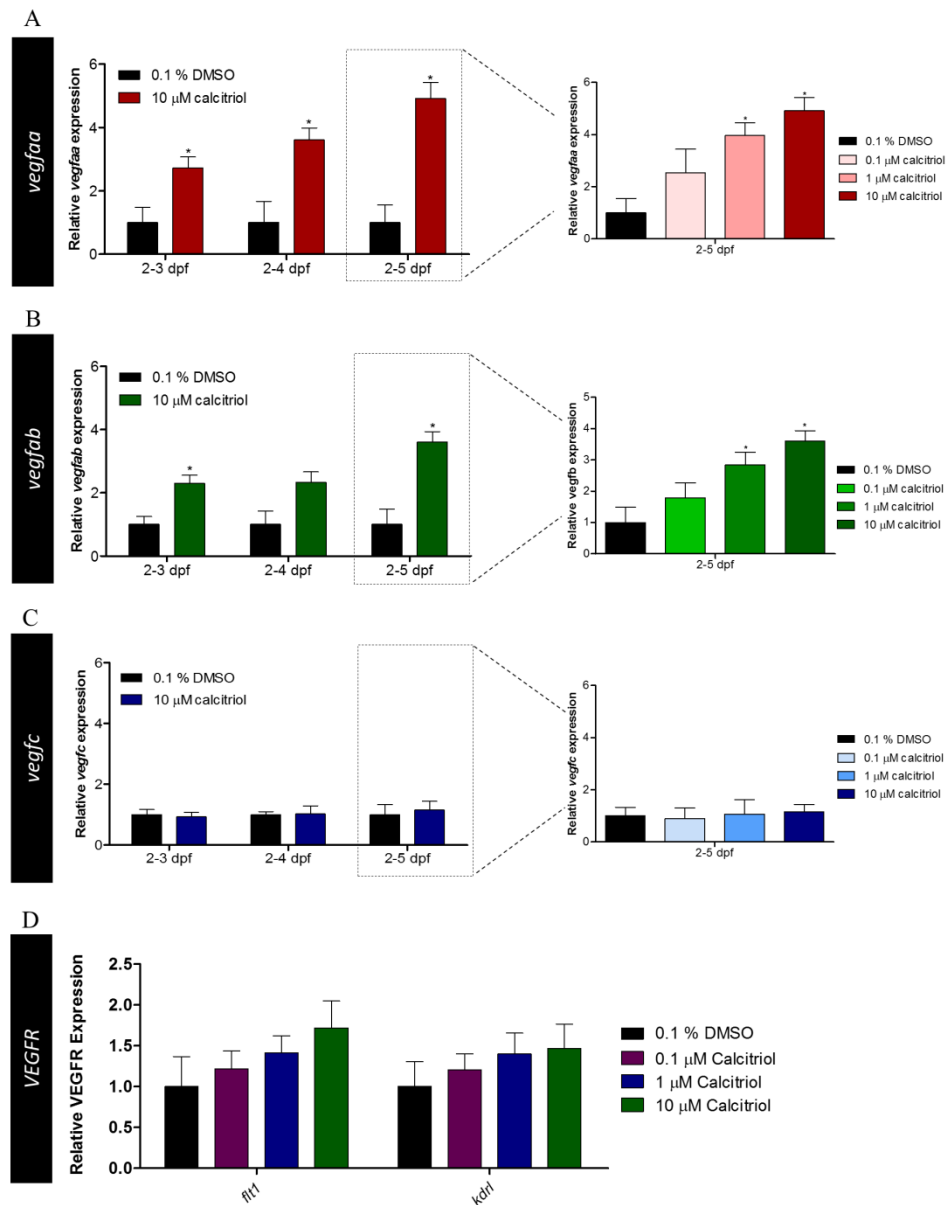 A
vegfaa
Relative vegfaa expression
6
4
2
0
0.1 % DMSO
10 μM calcitriol
*
*
*
2-3 dpf
2-4 dpf
2-5 dpf
Relative vegfaa expression
6
4
2
0
*
*
2-5 dpf
0.1 % DMSO
0.1 μM calcitriol
1 μM calcitriol
10 μM calcitriol
B
vegfab
Relative vegfab expression
6
4
2
0
0.1 % DMSO
10 μM calcitriol
*
*
2-3 dpf
2-4 dpf
2-5 dpf
Relative vegfb expression
5
4
3
2
1
0
*
*
2-5 dpf
0.1 % DMSO
0.1 μM calcitriol
1 μM calcitriol
10 μM calcitriol
C
vegfc
Relative vegfc expression
6
4
2
0
0.1 % DMSO
10 μM calcitriol
2-3 dpf
2-4 dpf
2-5 dpf
Relative vegfc expression
6
4
2
0
2-5 dpf
0.1 % DMSO
0.1 μM calcitriol
1 μM calcitriol
10 μM calcitriol
D
VEGFR
Relative VEGFR Expression
2.5
2.0
1.5
1.0
0.5
0.0
flt1
kdrl
0.1 % DMSO
0.1 μM Calcitriol
1 μM Calcitriol
10 μM Calcitriol